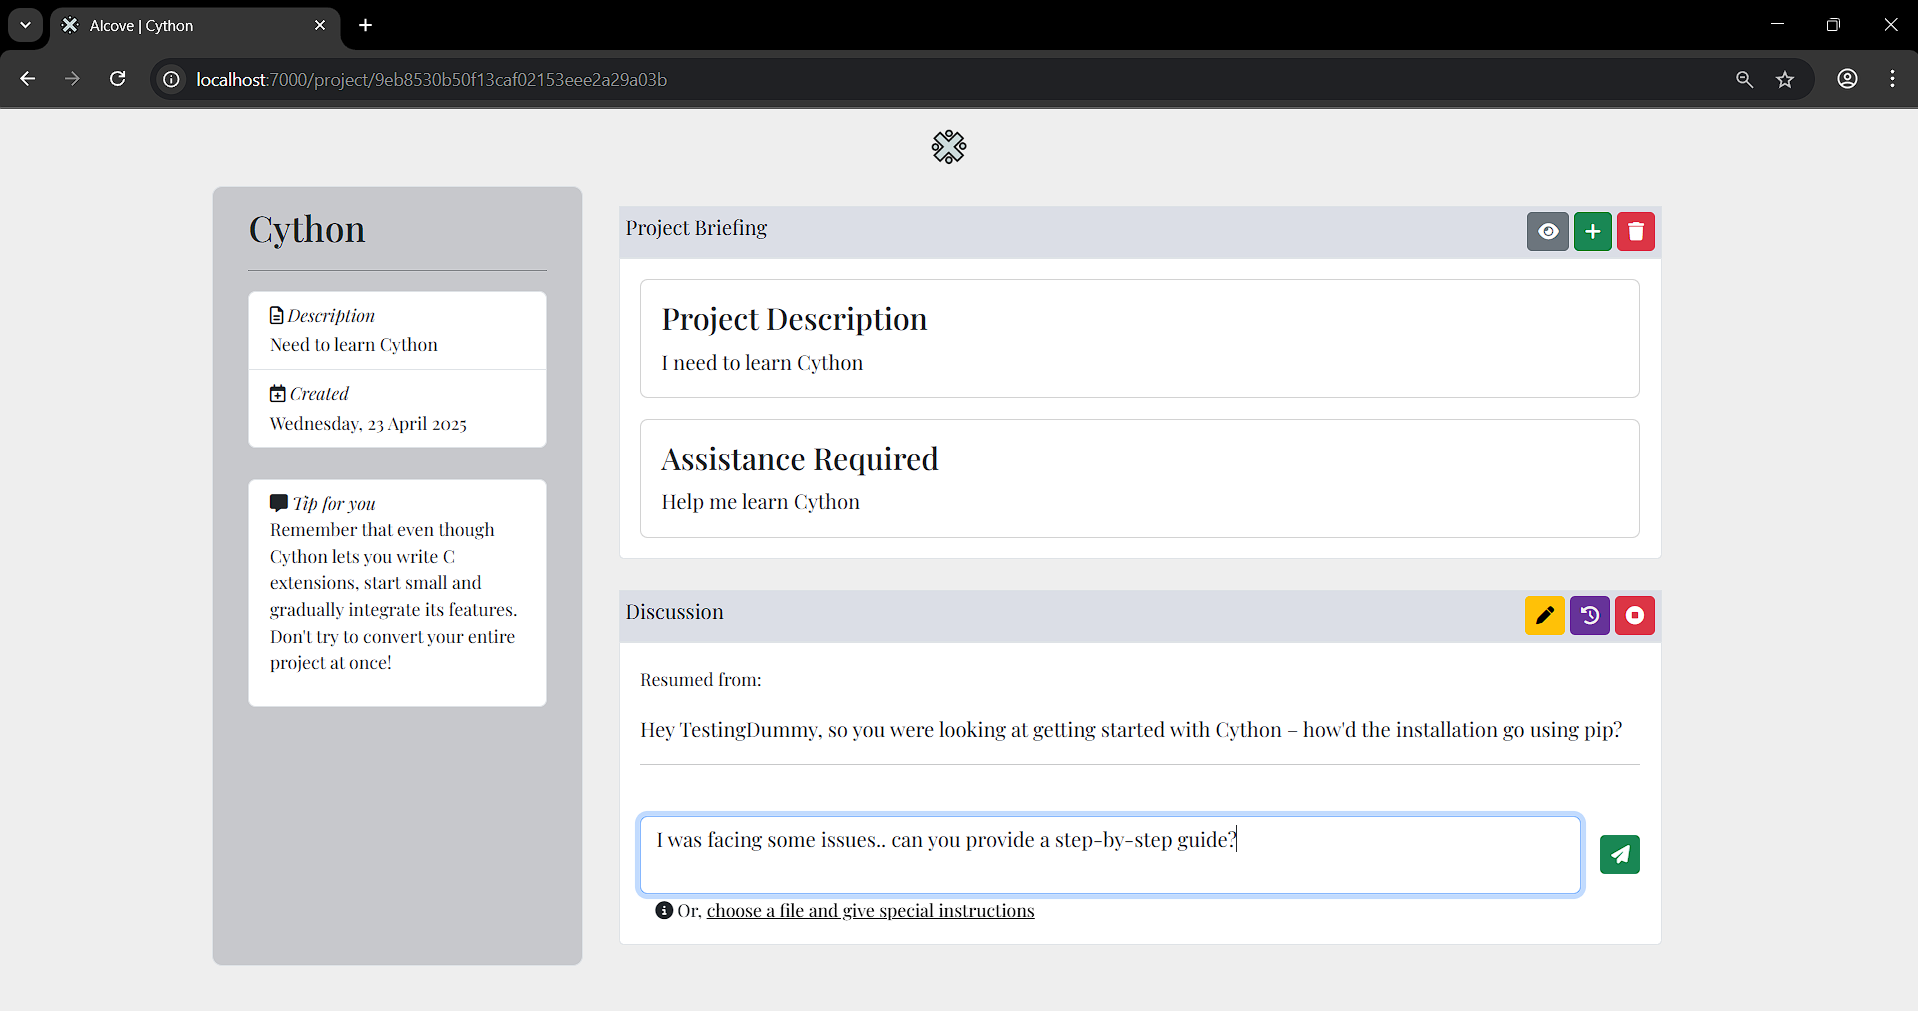 Alcove | Cython
localhost:7000/project/9eb8530b50f13caf02153eee2a29a03b
Cython
Description
Need to learn Cython
Created
Wednesday, 23 April 2025
Tip for you
Remember that even though
Cython lets you write C
extensions, start small and
gradually integrate its features.
Don't try to convert your entire
project at once!
Project Briefing
Project Description
I need to learn Cython
Assistance Required
Help me learn Cython
Discussion
Resumed from:
Hey TestingDummy, so you were looking at getting started with Cython – how'd the installation go using pip?
I was facing some issues.. can you provide a step-by-step guide?
Or, choose a file and give special instructions